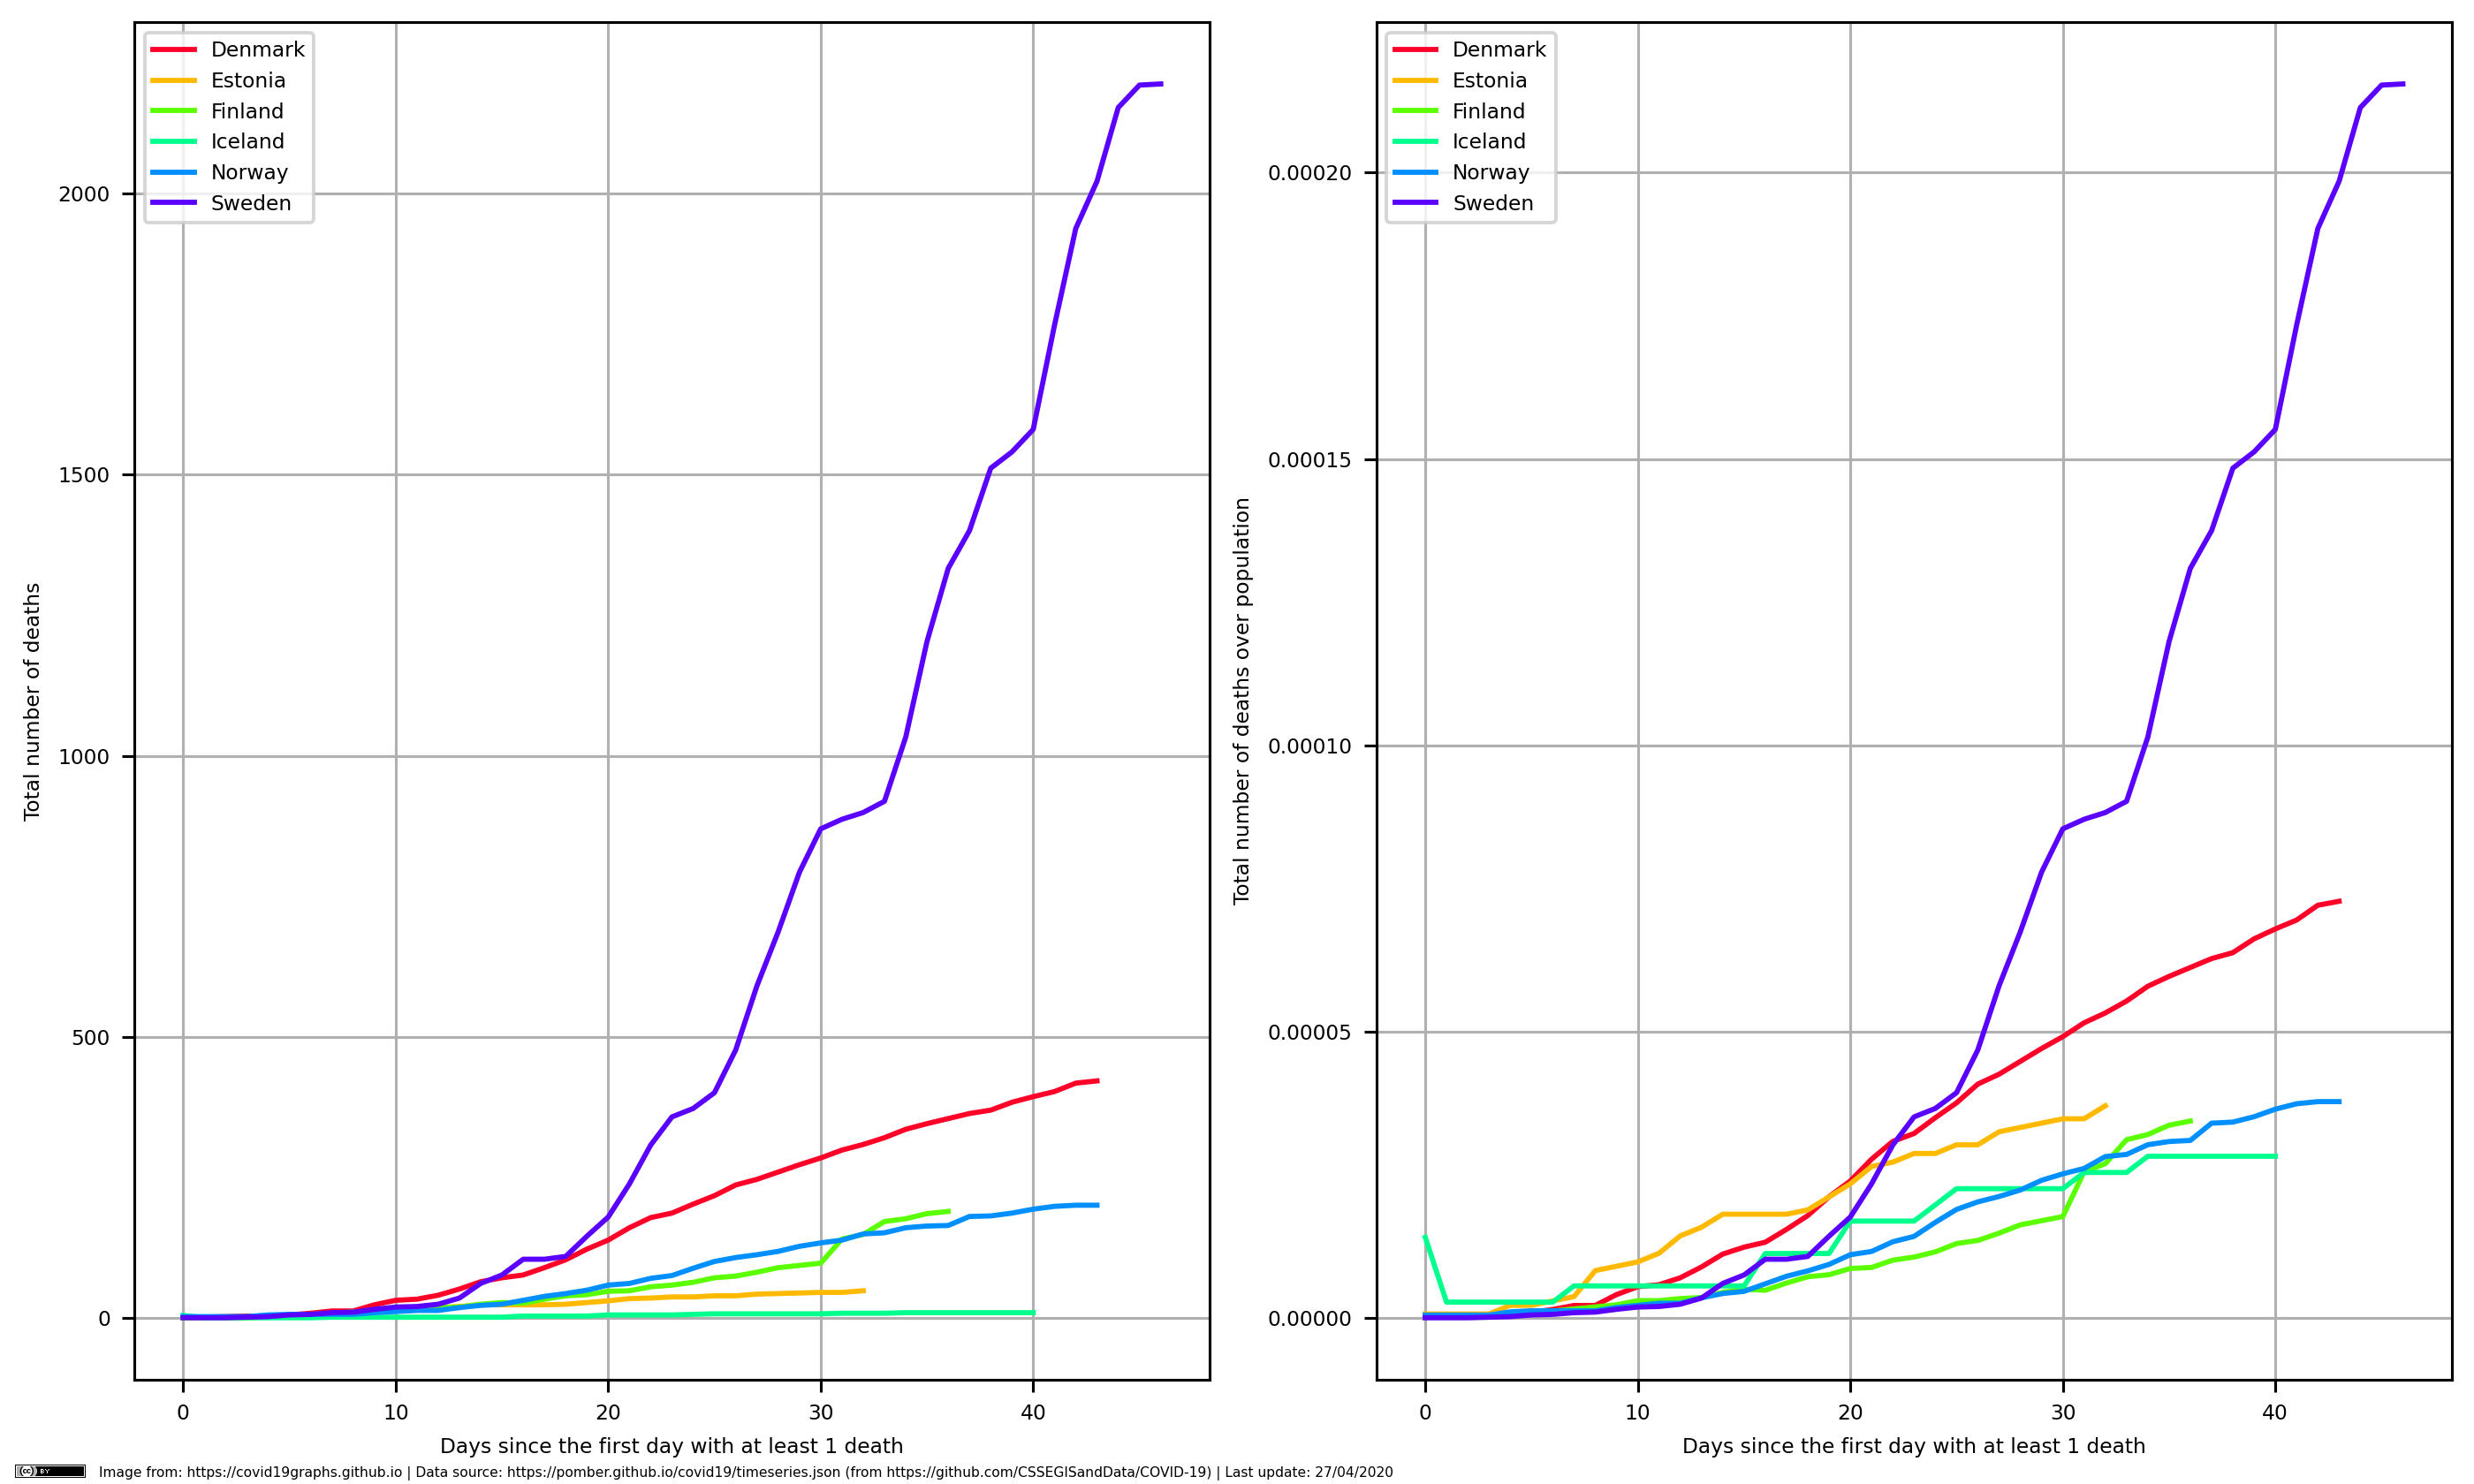 Denmark
Estonia
Finland
Iceland
Norway
Sweden
2000
1500
1000
500
0
Total number of deaths
0 10 20 30 40
Days since the first day with at least 1 death
Denmark
Estonia
Finland
Iceland
Norway
Sweden
0.00020
0.00015
0.00010
0.00005
0.00000
Total number of deaths over population
0 10 20 30 40
Days since the first day with at least 1 death
(cc) BY Image from: https://covid19graphs.github.io | Data source: https://pomber.github.io/covid19/timeseries.json (from https://github.com/CSSEGISandData/COVID-19) | Last update: 27/04/2020